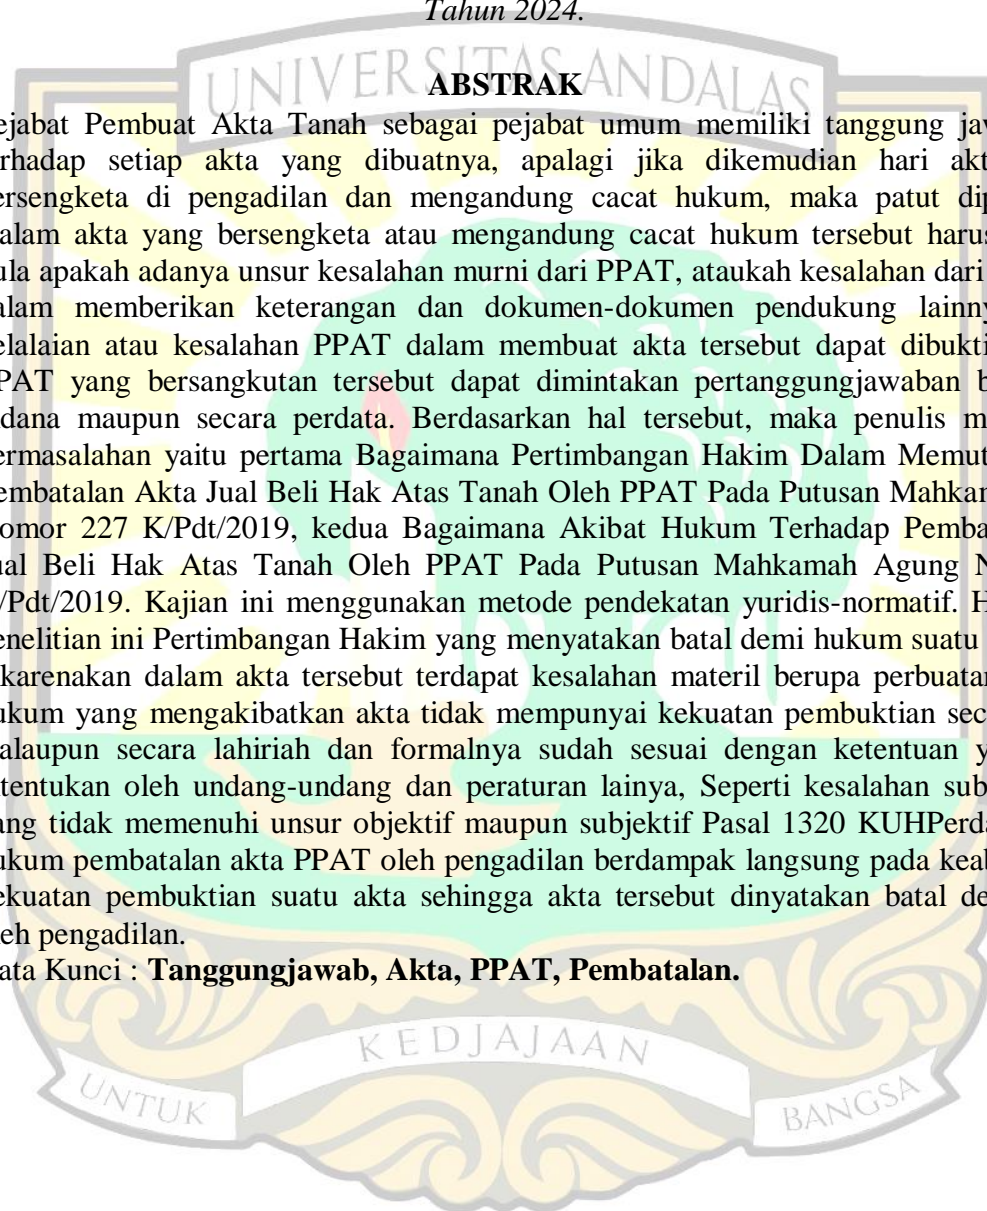 Tahun 2024.
UNIVERSITAS ANDALAS
ABSTRAK
ejabat Pembuat Akta Tanah sebagai pejabat umum memiliki tanggung jaw
rhadap setiap akta yang dibuatnya, apalagi jika dikemudian hari akt
ersengketa di pengadilan dan mengandung cacat hukum, maka patut dip
alam akta yang bersengketa atau mengandung cacat hukum tersebut harus
ula apakah adanya unsur kesalahan murni dari PPAT, ataukah kesalahan dari
alam memberikan keterangan dan dokumen-dokumen pendukung lainny
elalaian atau kesalahan PPAT dalam membuat akta tersebut dapat dibukti
PAT yang bersangkutan tersebut dapat dimintakan pertanggungjawaban b
dana maupun secara perdata. Berdasarkan hal tersebut, maka penulis m
ermasalahan yaitu pertama Bagaimana Pertimbangan Hakim Dalam Memut
embatalan Akta Jual Beli Hak Atas Tanah Oleh PPAT Pada Putusan Mahkam
omor 227 K/Pdt/2019, kedua Bagaimana Akibat Hukum Terhadap Pemba
ual Beli Hak Atas Tanah Oleh PPAT Pada Putusan Mahkamah Agung N
/Pdt/2019. Kajian ini menggunakan metode pendekatan yuridis-normatif. H
enelitian ini Pertimbangan Hakim yang menyatakan batal demi hukum suatu
karenakan dalam akta tersebut terdapat kesalahan materil berupa perbuatan
ukum yang mengakibatkan akta tidak mempunyai kekuatan pembuktian sec
alaupun secara lahiriah dan formalnya sudah sesuai dengan ketentuan y
tentukan oleh undang-undang dan peraturan lainya, Seperti kesalahan sub
ang tidak memenuhi unsur objektif maupun subjektif Pasal 1320 KUHPerda
ukum pembatalan akta PPAT oleh pengadilan berdampak langsung pada keab
ekuatan pembuktian suatu akta sehingga akta tersebut dinyatakan batal de
eh pengadilan.
ata Kunci : Tanggungjawab, Akta, PPAT, Pembatalan.
UNTUK KEDJAJAAN BANGSA